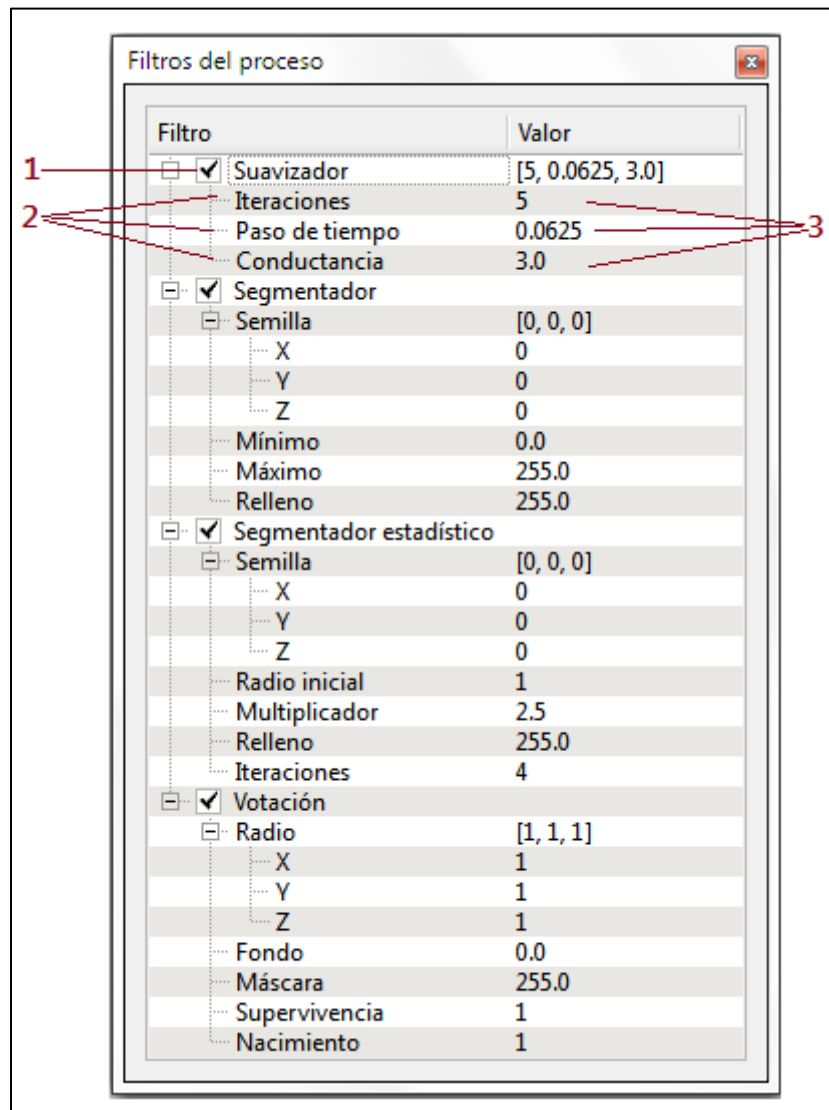 Filtros del proceso
Filtro Valor
1 Suavizador [5, 0.0625, 3.0]
Iteraciones 5
2 Paso de tiempo 0.0625 3
Conductancia 3.0
Segmentador
Semilla [0, 0, 0]
X 0
Y 0
Z 0
Mínimo 0.0
Máximo 255.0
Relleno 255.0
Segmentador estadístico
Semilla [0, 0, 0]
X 0
Y 0
Z 0
Radio inicial 1
Multiplicador 2.5
Relleno 255.0
Iteraciones 4
Votación
Radio [1, 1, 1]
X 1
Y 1
Z 1
Fondo 0.0
Máscara 255.0
Supervivencia 1
Nacimiento 1